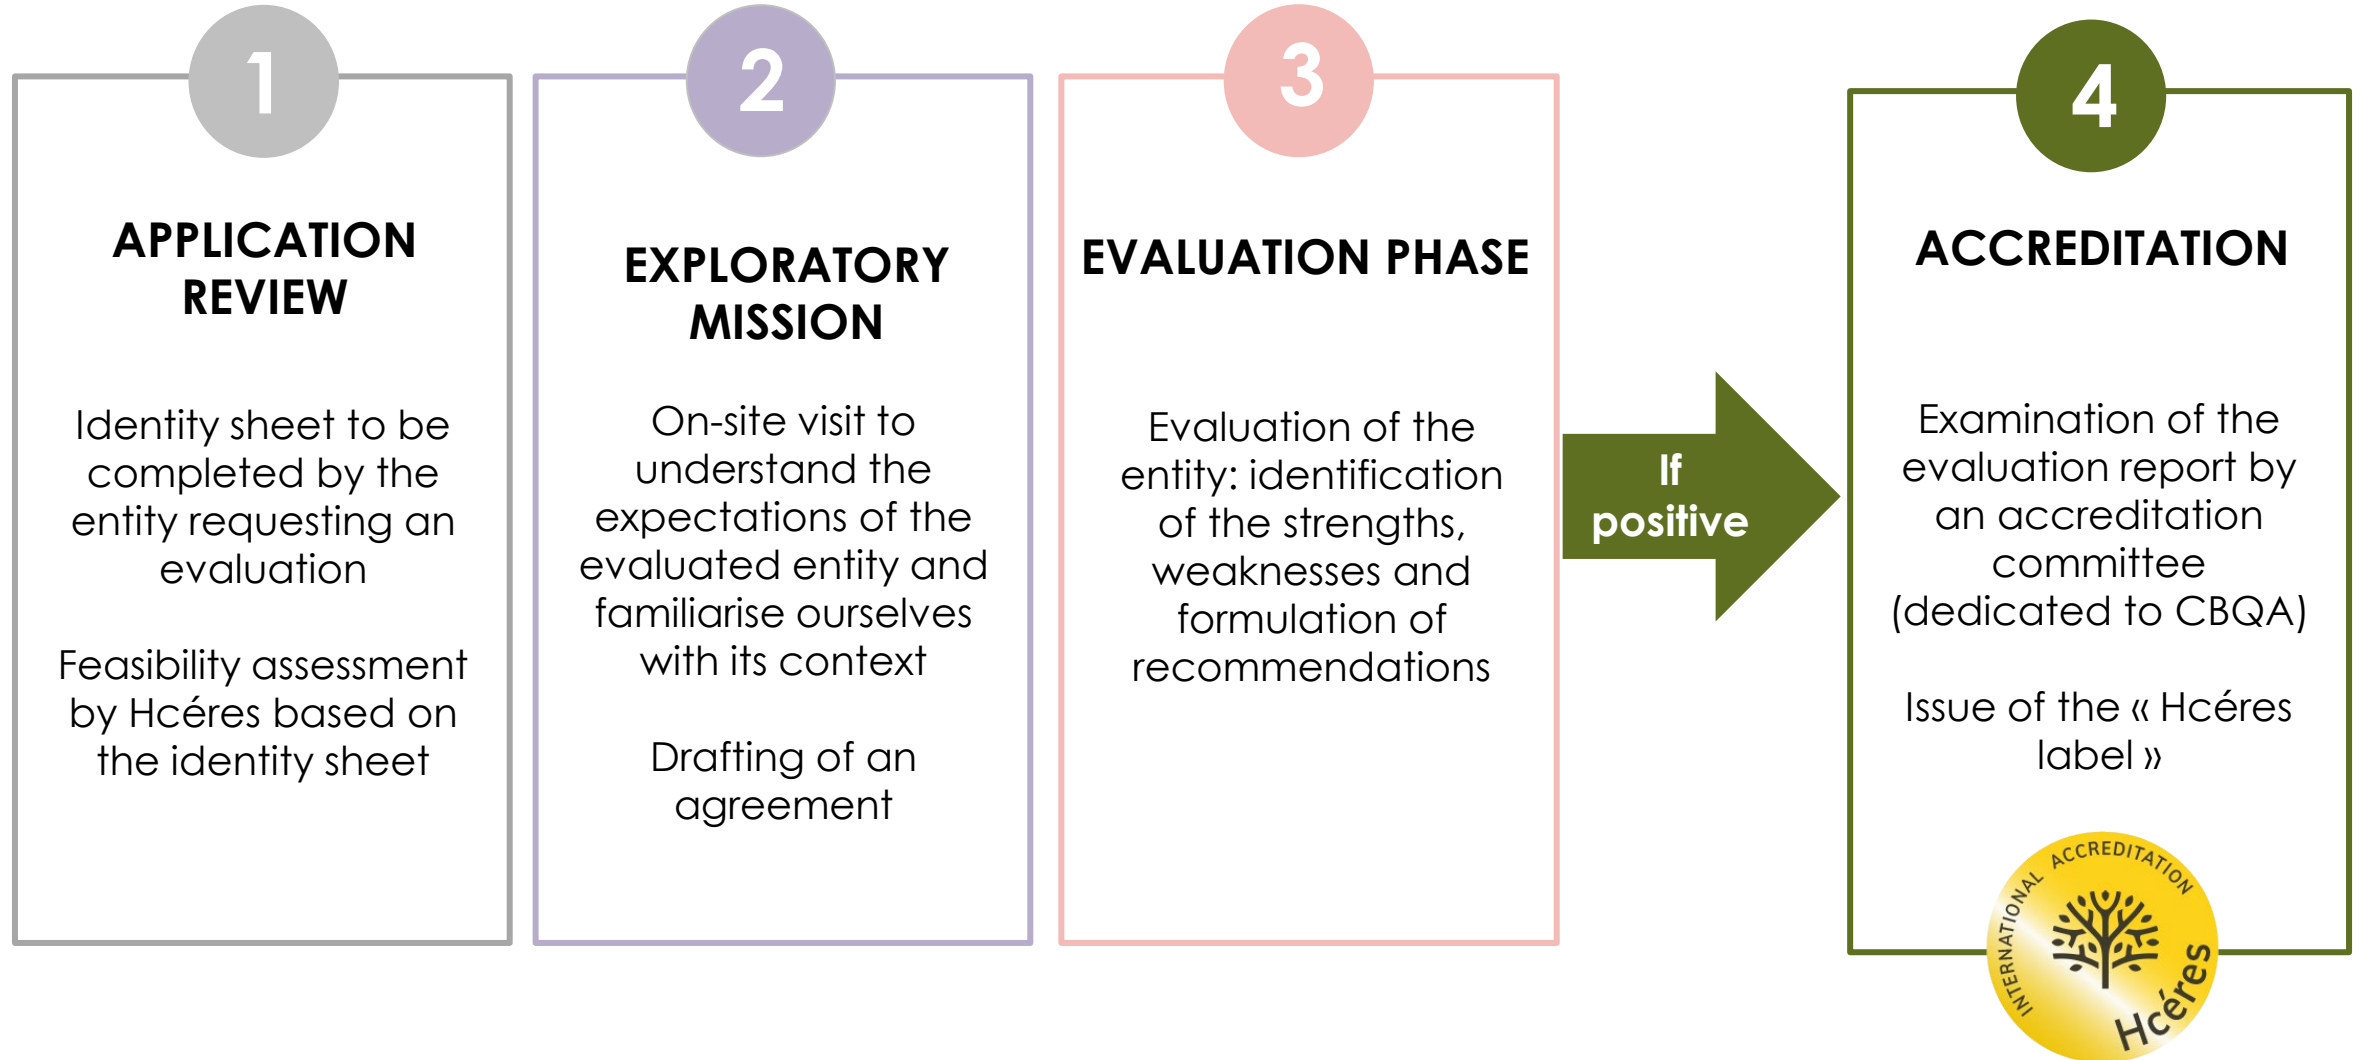 1
APPLICATION
REVIEW
Identity sheet to be
completed by the
entity requesting an
evaluation
Feasibility assessment
by Hcéres based on
the identity sheet
2
EXPLORATORY
MISSION
On-site visit to
understand the
expectations of the
evaluated entity and
familiarise ourselves
with its context
Drafting of an
agreement
3
EVALUATION PHASE
Evaluation of the
entity: identification
of the strengths,
weaknesses and
formulation of
recommendations
If
positive
4
ACCREDITATION
Examination of the
evaluation report by
an accreditation
committee
(dedicated to CBQA)
Issue of the « Hcéres
label »
INTERNATIONAL ACCREDITATION
Hcéres